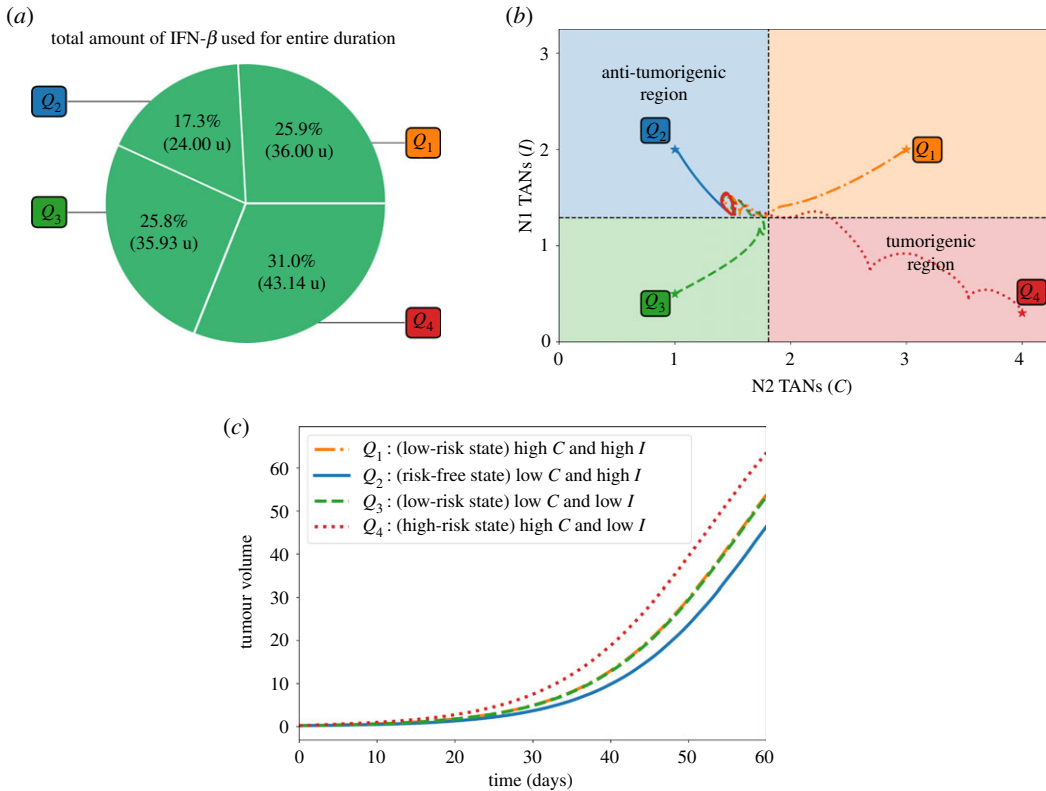 (a)
total amount of IFN-β used for entire duration
Q2
17.3%
(24.00 u)
25.9%
(36.00 u)
Q1
Q3
25.8%
(35.93 u)
31.0%
(43.14 u)
Q4
(b)
N1 TANs (I)
3
2
1
0
anti-tumorigenic
region
Q2
Q1
Q3
tumorigenic
region
Q4
0 1 2 3 4
N2 TANs (C)
(c)
tumour volume
60
50
40
30
20
10
0
Q1 : (low-risk state) high C and high I
Q2 : (risk-free state) low C and high I
Q3 : (low-risk state) low C and low I
Q4 : (high-risk state) high C and low I
0 10 20 30 40 50 60
time (days)